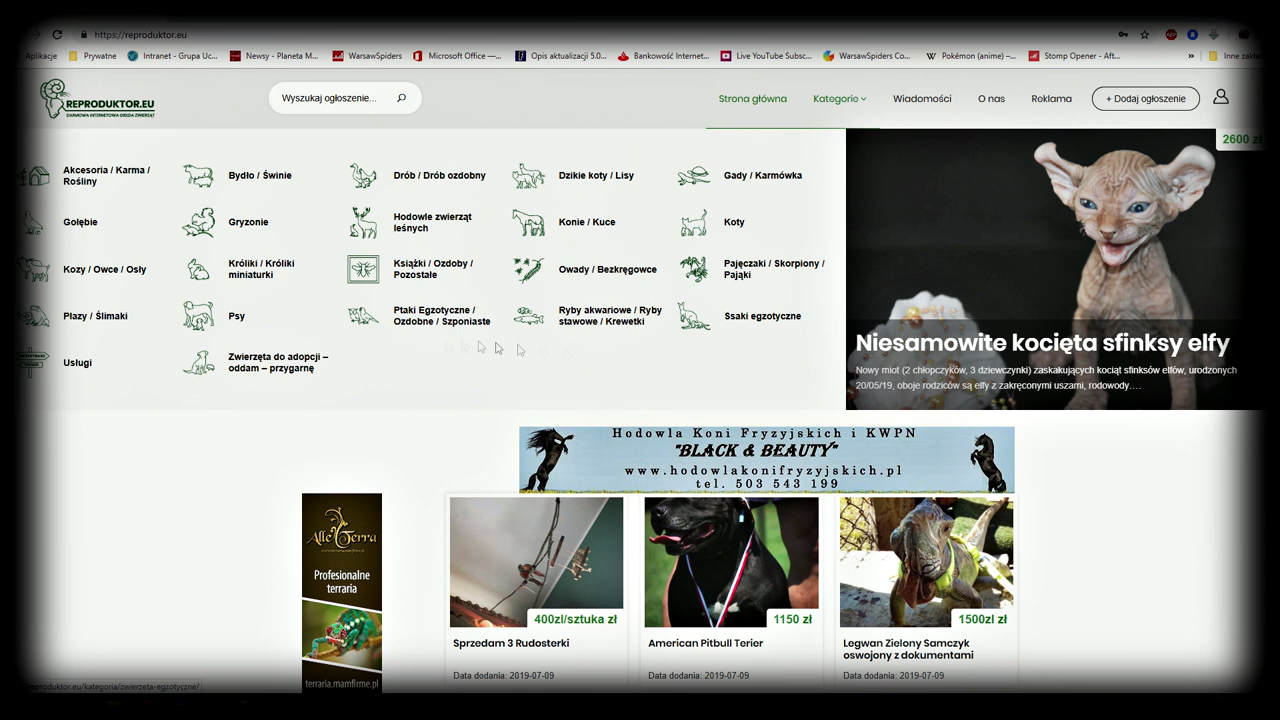 https://reproduktor.eu
Aplikacje
Prywatne
Intranet - Grupa Uc...
Newsy - Planeta M...
WarsawSpiders
Microsoft Office —...
Opis aktualizacji 5.0...
Bankowość Internet...
Live YouTube Subsc...
WarsawSpiders Co...
Pokémon (anime) –...
Stomp Opener - Aft...
»
REPRODUKTOR.EU
DARMOWA INTERNETOWA GIEŁDA ZWIERZĄT
Wyszukaj ogłoszenie...
Strona główna
Kategorie
Wiadomości
O nas
Reklama
+ Dodaj ogłoszenie
2600 zł
Akcesoria / Karma /
Rośliny
Bydło / Świnie
Drób / Drób ozdobny
Dzikie koty / Lisy
Gady / Karmówka
Gołębie
Gryzonie
Hodowle zwierząt
leśnych
Konie / Kuce
Koty
Kozy / Owce / Osły
Króliki / Króliki
miniaturki
Książki / Ozdoby /
Pozostałe
Owady / Bezkręgowce
Pajęczaki / Skorpiony /
Pająki
Płazy / Ślimaki
Psy
Ptaki Egzotyczne /
Ozdobne / Szponiaste
Ryby akwariowe / Ryby
stawowe / Krewetki
Ssaki egzotyczne
Usługi
Zwierzęta do adopcji –
oddam – przygarnę
Niesamowite kocięta sfinksy elfy
Nowy miot (2 chłopczyków, 3 dziewczynki) zaskakujących kociąt sfinksów elfów, urodzonych
20/05/19, oboje rodziców są elfy z zakręconymi uszami, rodowody....
Hodowla Koni Fryzyjskich i KWPN
"BLACK & BEAUTY"
www.hodowlakonifryzyjskich.pl
tel. 503 543 199
Alle Terra
www.terraria.mamfirme.pl
Profesionalne
terraria
terraria.mamfirme.pl
400zl/sztuka zł
Sprzedam 3 Rudosterki
Data dodania: 2019-07-09
1150 zł
American Pitbull Terier
Data dodania: 2019-07-09
1500zl zł
Legwan Zielony Samczyk
oswojony z dokumentami
Data dodania: 2019-07-09
reproduktor.eu/kategoria/zwierzeta-egzotyczne/